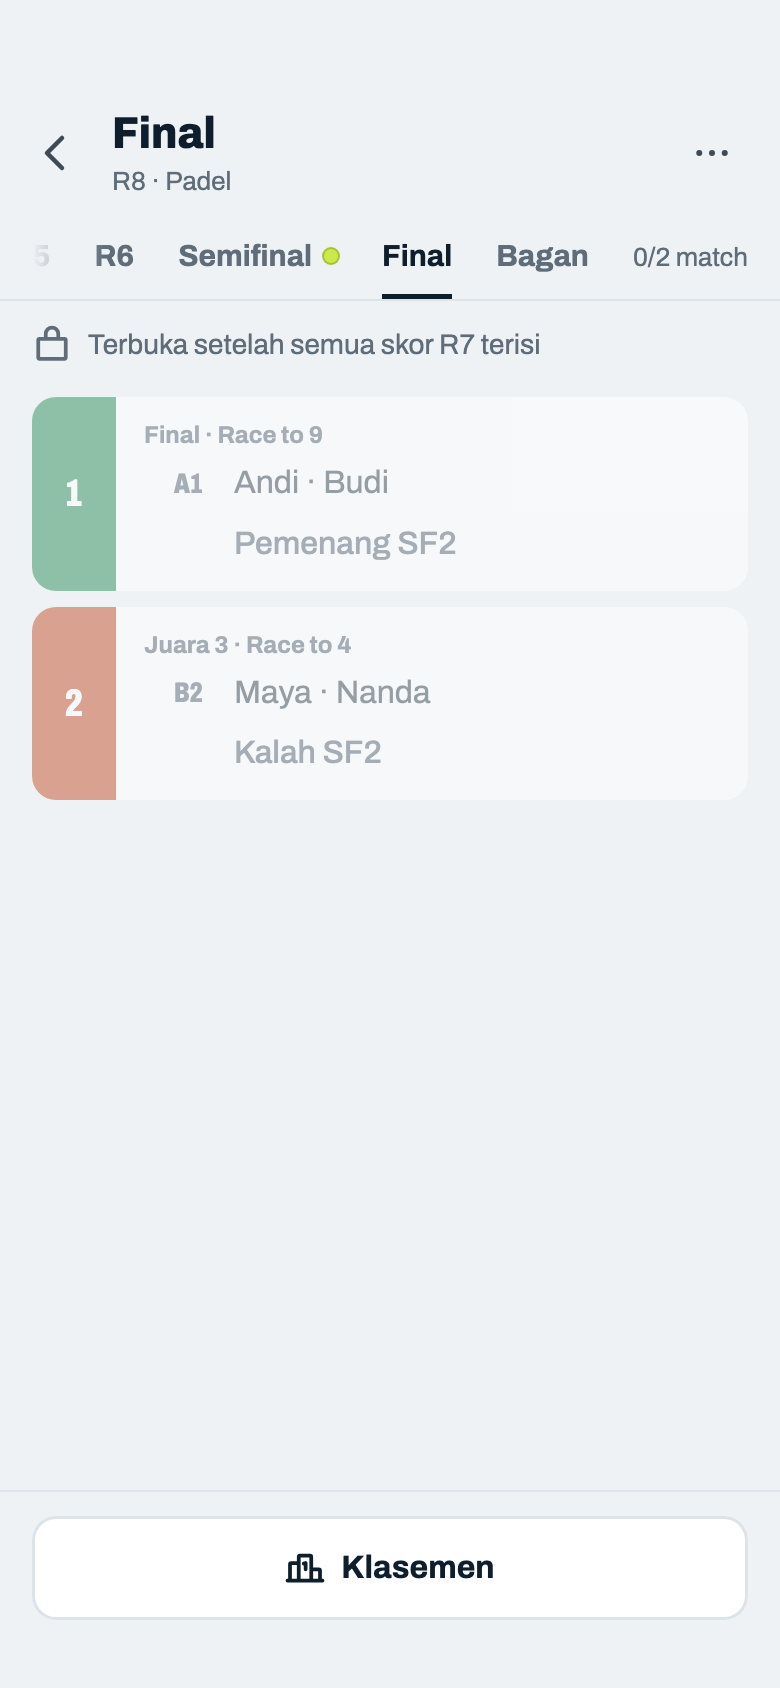 Final
R8 · Padel
5 R6 Semifinal Final Bagan 0/2 match
Terbuka setelah semua skor R7 terisi
1
Final · Race to 9
A1 Andi · Budi
Pemenang SF2
2
Juara 3 · Race to 4
B2 Maya · Nanda
Kalah SF2
Klasemen